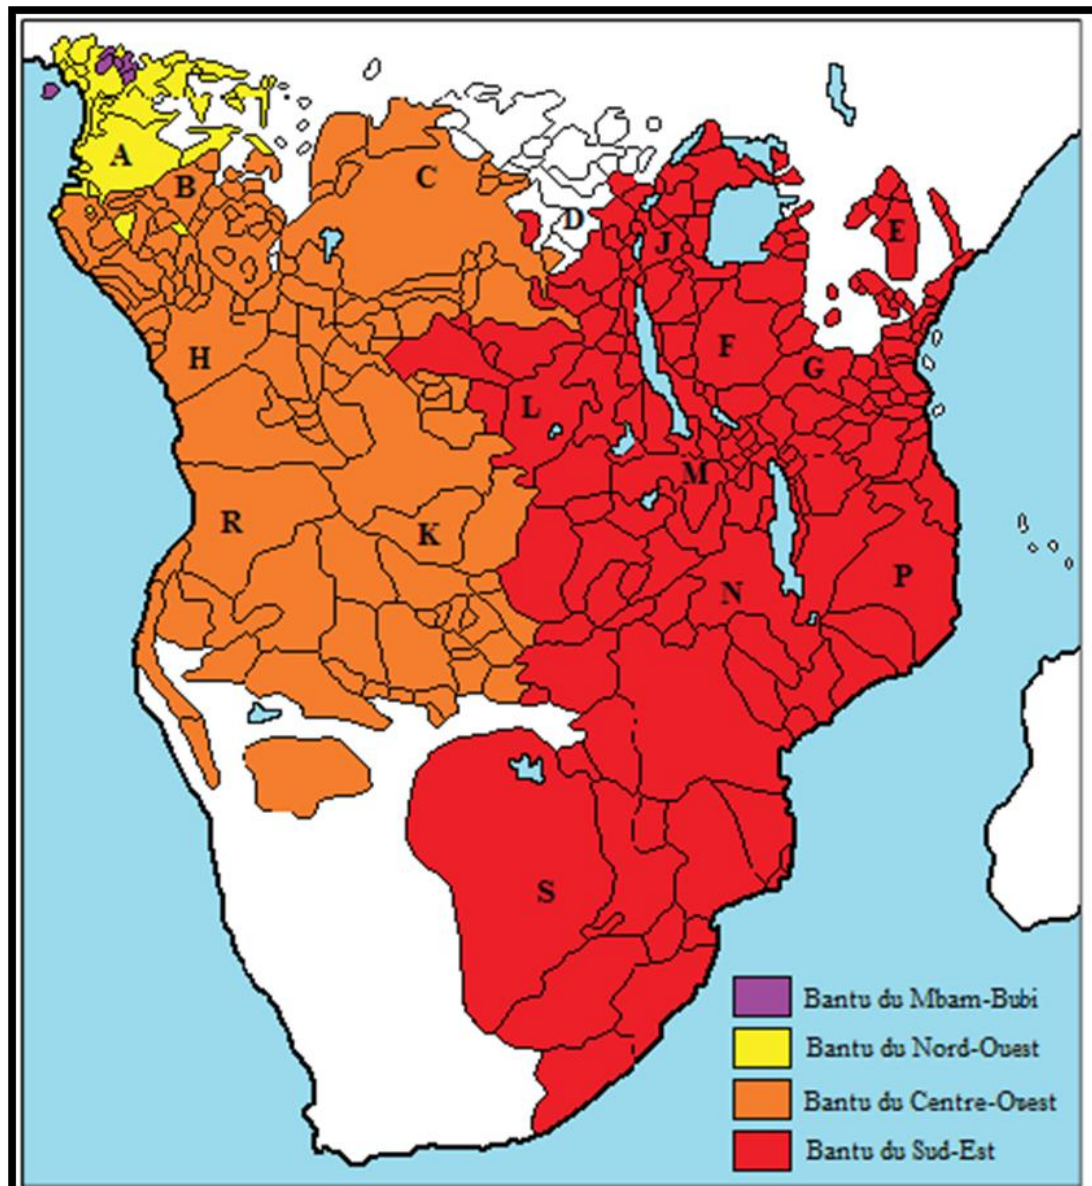 A
B
C
D
E
J
H
F
G
L
M
R
K
N
P
S
Bantu du Mbam-Bubi
Bantu du Nord-Ouest
Bantu du Centre-Ouest
Bantu du Sud-Est